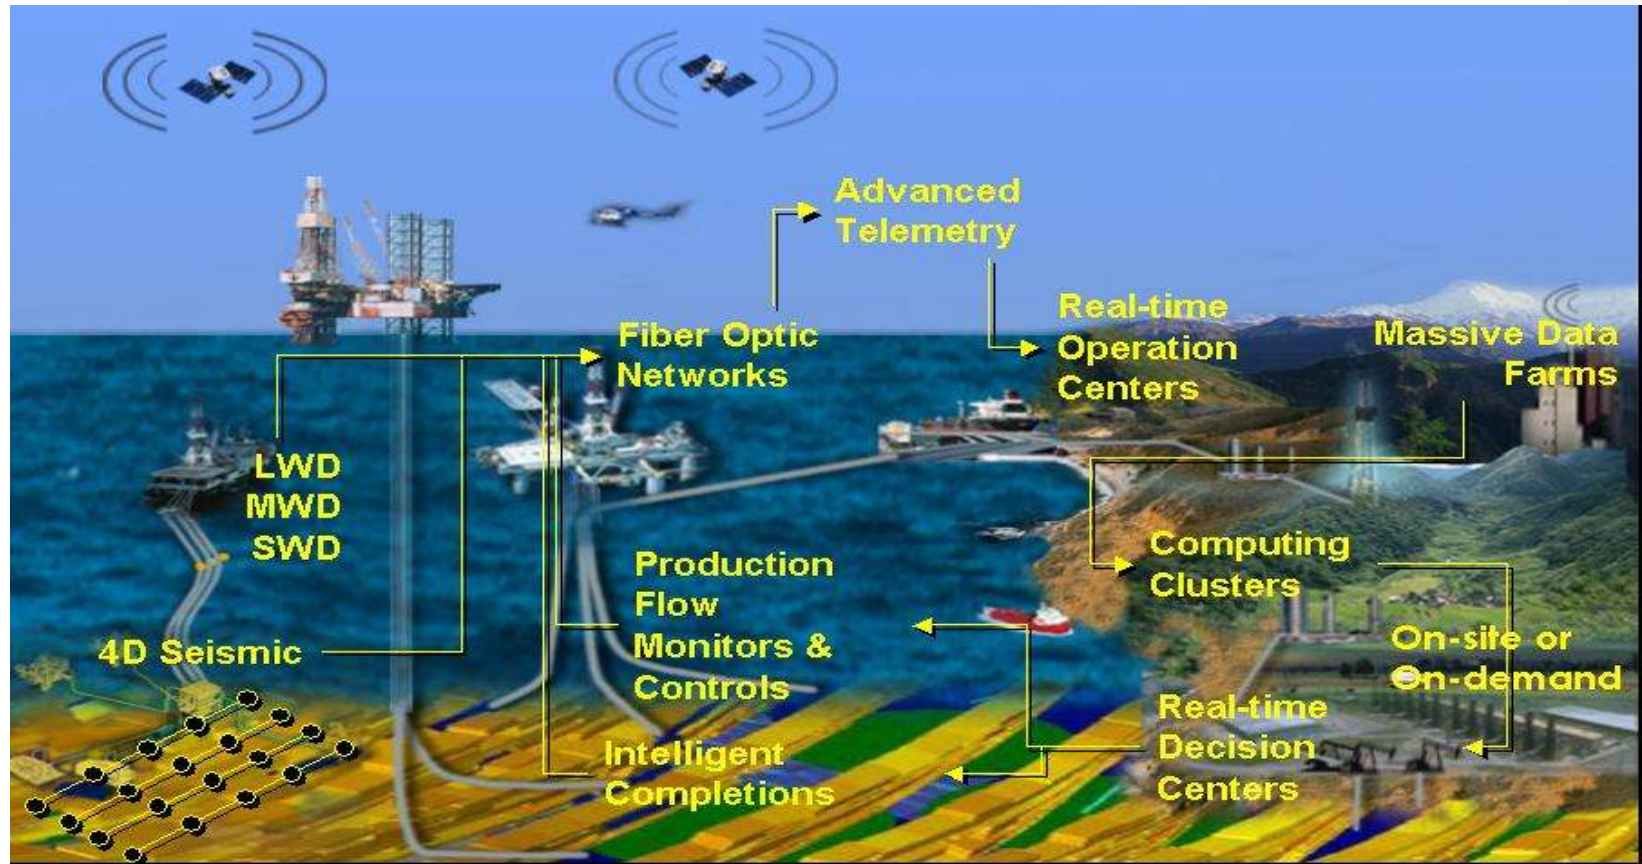 Advanced
Telemetry
Fiber Optic
Networks
Real-time
Operation
Centers
Massive Data
Farms
LWD
MWD
SWD
4D Seismic
Production
Flow
Monitors &
Controls
Intelligent
Completions
Computing
Clusters
On-site or
On-demand
Real-time
Decision
Centers